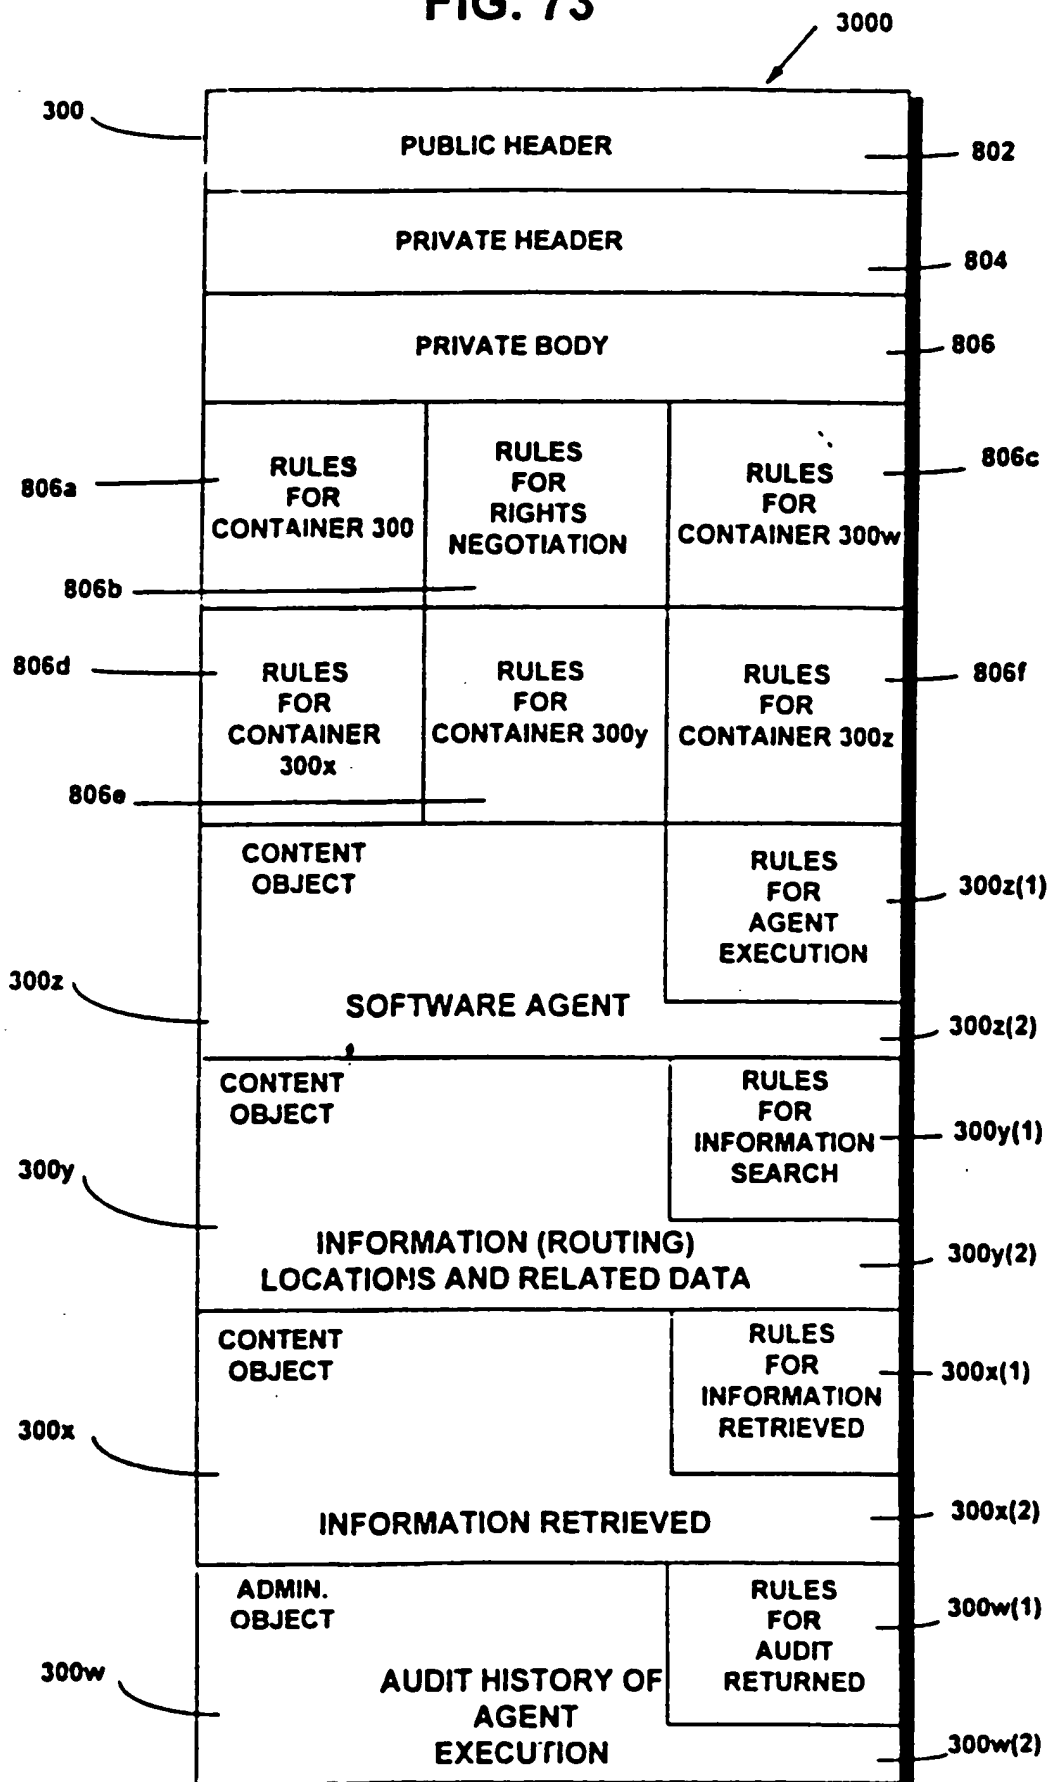 FIG. 73
3000
300
PUBLIC HEADER
802
PRIVATE HEADER
804
PRIVATE BODY
806
806a
RULES
FOR
CONTAINER 300
RULES
FOR
RIGHTS
NEGOTIATION
RULES
FOR
CONTAINER 300w
806c
806b
806d
RULES
FOR
CONTAINER
300x
RULES
FOR
CONTAINER 300y
RULES
FOR
CONTAINER 300z
806f
806e
CONTENT
OBJECT
RULES
FOR
AGENT
EXECUTION
300z(1)
300z
SOFTWARE AGENT
300z(2)
CONTENT
OBJECT
RULES
FOR
INFORMATION
SEARCH
300y(1)
300y
INFORMATION (ROUTING)
LOCATIONS AND RELATED DATA
300y(2)
CONTENT
OBJECT
RULES
FOR
INFORMATION
RETRIEVED
300x(1)
300x
INFORMATION RETRIEVED
300x(2)
ADMIN.
OBJECT
RULES
FOR
AUDIT
RETURNED
300w(1)
300w
AUDIT HISTORY OF
AGENT
EXECUTION
300w(2)